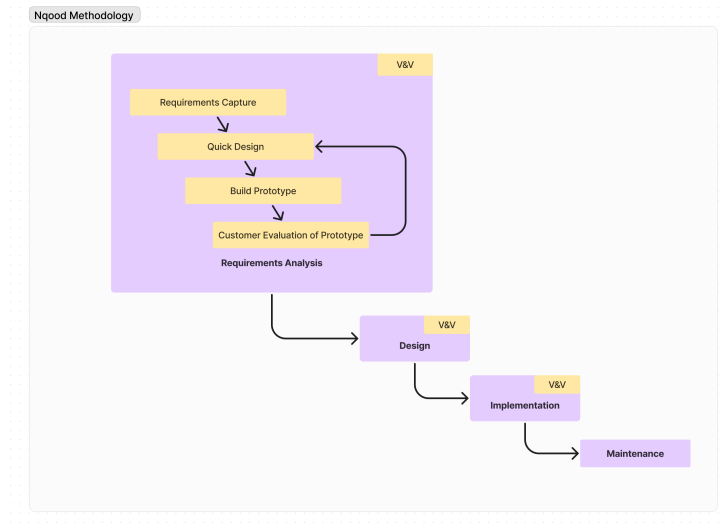 Nqood Methodology
V&V
Requirements Capture
Quick Design
Build Prototype
Customer Evaluation of Prototype
Requirements Analysis
V&V
Design
V&V
Implementation
Maintenance